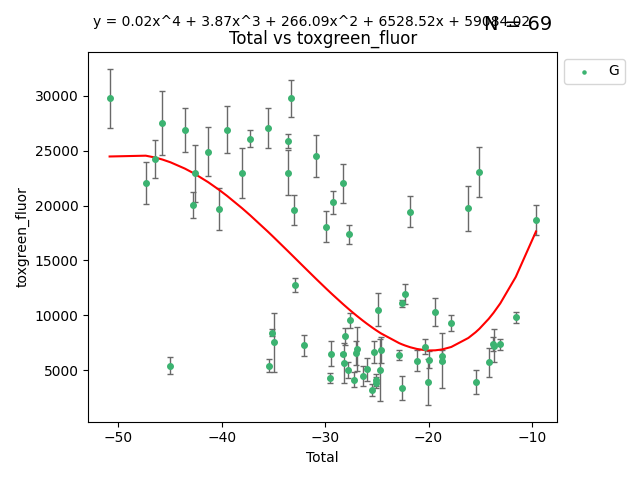 y = 0.02x^4 + 3.87x^3 + 266.09x^2 + 6528.52x + 59084.02
N = 69
Total vs toxgreen_fluor
G
toxgreen_fluor
30000
25000
20000
15000
10000
5000
−50 −40 −30 −20 −10
Total